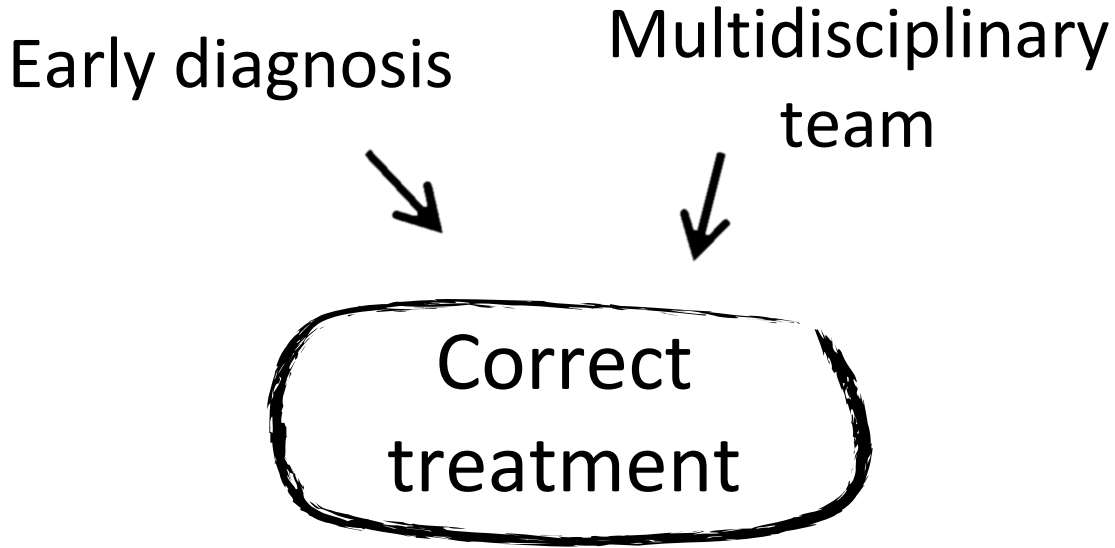 Early diagnosis
Multidisciplinary
team
Correct
treatment